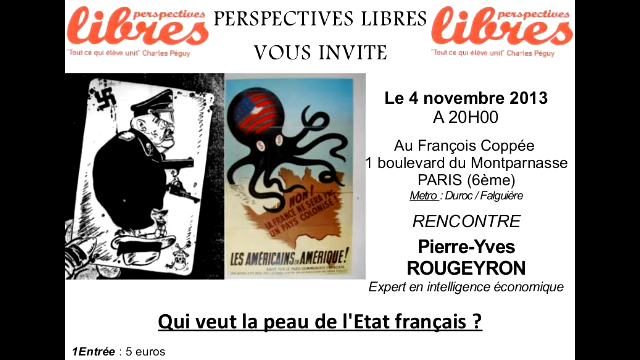 perspectives
libres
"Tout ce qui élève unit" Charles Péguy
PERSPECTIVES LIBRES
VOUS INVITE
perspectives
libres
"Tout ce qui élève unit" Charles Péguy
NON!
LA FRANCE NE SERA PAS
UN PAYS COLONISÉ!
LES AMÉRICAINS en AMÉRIQUE!
Le 4 novembre 2013
A 20H00
Au François Coppée
1 boulevard du Montparnasse
PARIS (6ème)
Metro : Duroc / Falguière
RENCONTRE
Pierre-Yves
ROUGEYRON
Expert en intelligence économique
Qui veut la peau de l'Etat français ?
1Entrée : 5 euros